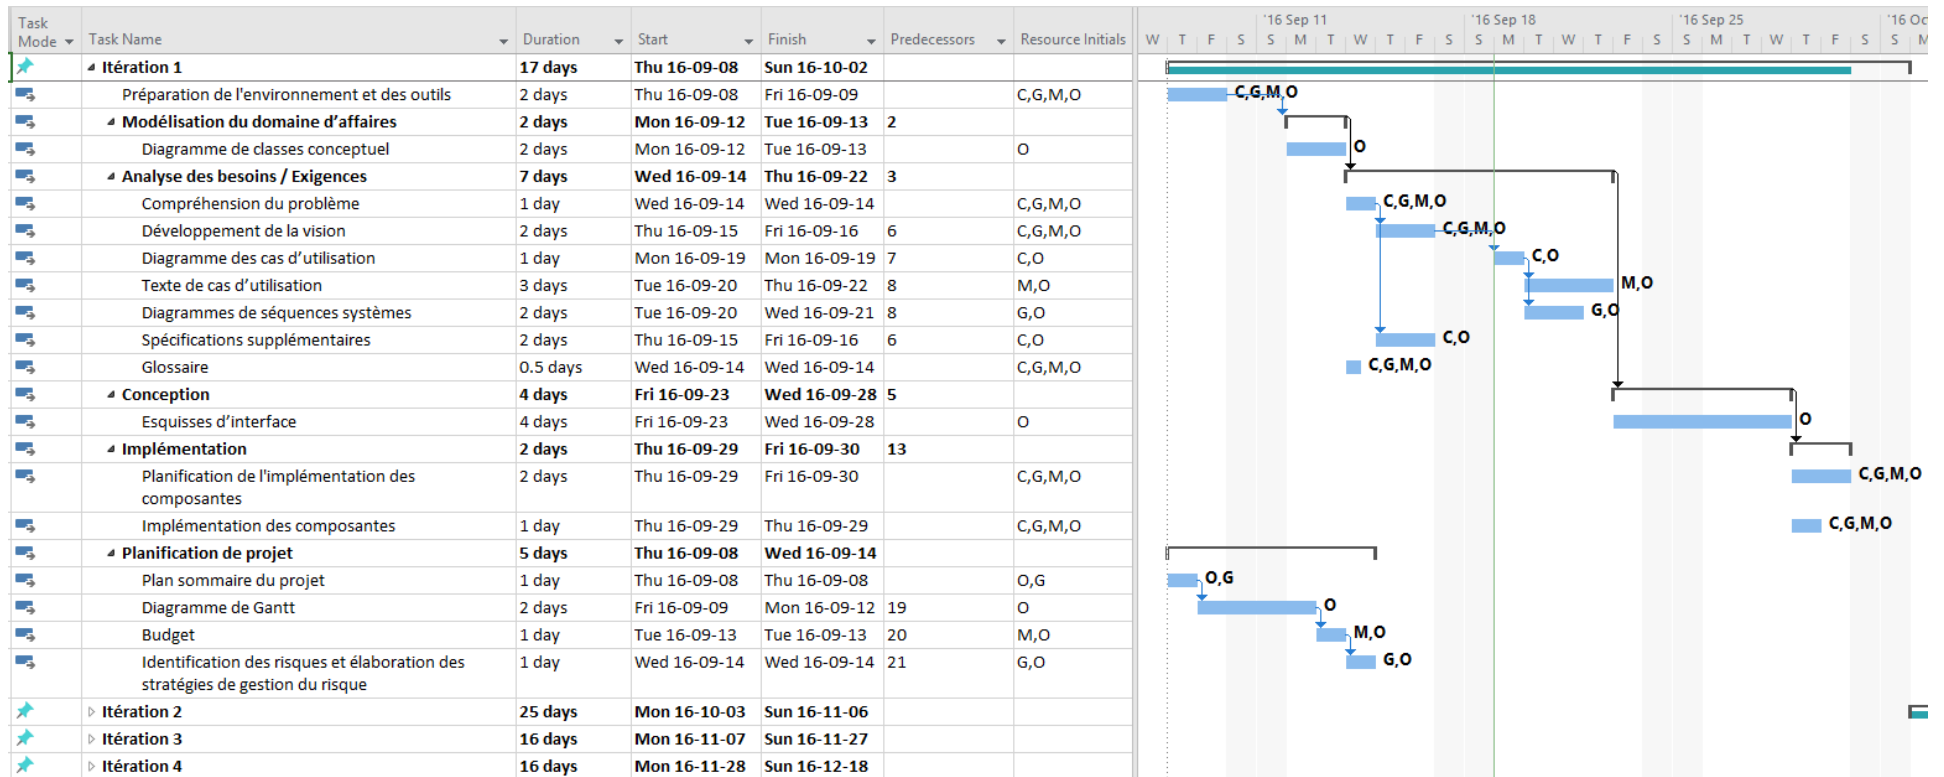 Task
Mode Task Name Duration Start Finish Predecessors Resource Initials
'16 Sep 11 '16 Sep 18 '16 Sep 25 '16 Oc
W T F S S M T W T F S S M T W T F S S M T W T F S S M
Itération 1 17 days Thu 16-09-08 Sun 16-10-02
Préparation de l'environnement et des outils 2 days Thu 16-09-08 Fri 16-09-09 C,G,M,O C,G,M,O
Modélisation du domaine d’affaires 2 days Mon 16-09-12 Tue 16-09-13 2
Diagramme de classes conceptuel 2 days Mon 16-09-12 Tue 16-09-13 O O
Analyse des besoins / Exigences 7 days Wed 16-09-14 Thu 16-09-22 3
Compréhension du problème 1 day Wed 16-09-14 Wed 16-09-14 C,G,M,O C,G,M,O
Développement de la vision 2 days Thu 16-09-15 Fri 16-09-16 6 C,G,M,O C,G,M,O
Diagramme des cas d’utilisation 1 day Mon 16-09-19 Mon 16-09-19 7 C,O C,O
Texte de cas d’utilisation 3 days Tue 16-09-20 Thu 16-09-22 8 M,O M,O
Diagrammes de séquences systèmes 2 days Tue 16-09-20 Wed 16-09-21 8 G,O G,O
Spécifications supplémentaires 2 days Thu 16-09-15 Fri 16-09-16 6 C,O C,O
Glossaire 0.5 days Wed 16-09-14 Wed 16-09-14 C,G,M,O C,G,M,O
Conception 4 days Fri 16-09-23 Wed 16-09-28 5
Esquisses d’interface 4 days Fri 16-09-23 Wed 16-09-28 O O
Implémentation 2 days Thu 16-09-29 Fri 16-09-30 13
Planification de l'implémentation des 2 days Thu 16-09-29 Fri 16-09-30 C,G,M,O C,G,M,O
composantes
Implémentation des composantes 1 day Thu 16-09-29 Thu 16-09-29 C,G,M,O C,G,M,O
Planification de projet 5 days Thu 16-09-08 Wed 16-09-14
Plan sommaire du projet 1 day Thu 16-09-08 Thu 16-09-08 O,G O,G
Diagramme de Gantt 2 days Fri 16-09-09 Mon 16-09-12 19 O O
Budget 1 day Tue 16-09-13 Tue 16-09-13 20 M,O M,O
Identification des risques et élaboration des 1 day Wed 16-09-14 Wed 16-09-14 21 G,O G,O
stratégies de gestion du risque
Itération 2 25 days Mon 16-10-03 Sun 16-11-06
Itération 3 16 days Mon 16-11-07 Sun 16-11-27
Itération 4 16 days Mon 16-11-28 Sun 16-12-18